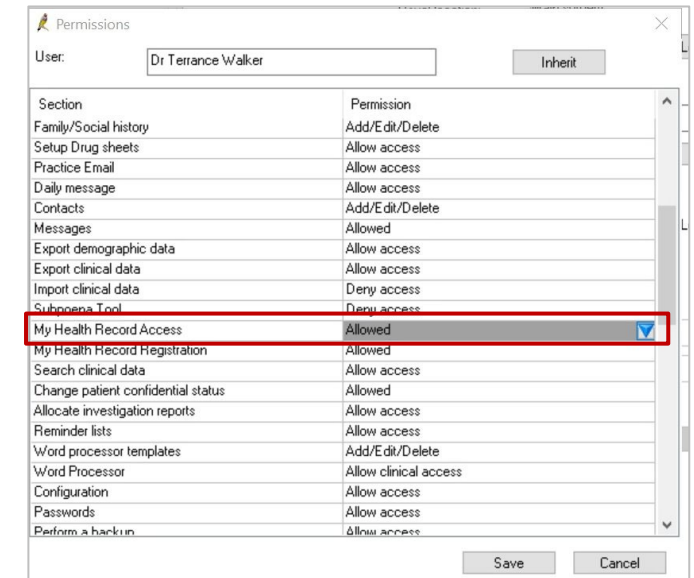 Permissions
User: Dr Terrance Walker Inherit
Section Permission
Family/Social history Add/Edit/Delete
Setup Drug sheets Allow access
Practice Email Allow access
Daily message Allow access
Contacts Add/Edit/Delete
Messages Allowed
Export demographic data Allow access
Export clinical data Allow access
Import clinical data Deny access
Subpoena Tool Deny access
My Health Record Access Allowed
My Health Record Registration Allowed
Search clinical data Allow access
Change patient confidential status Allowed
Allocate investigation reports Allow access
Reminder lists Allow access
Word processor templates Add/Edit/Delete
Word Processor Allow clinical access
Configuration Allow access
Passwords Allow access
Perform a backup Allow access
Save Cancel